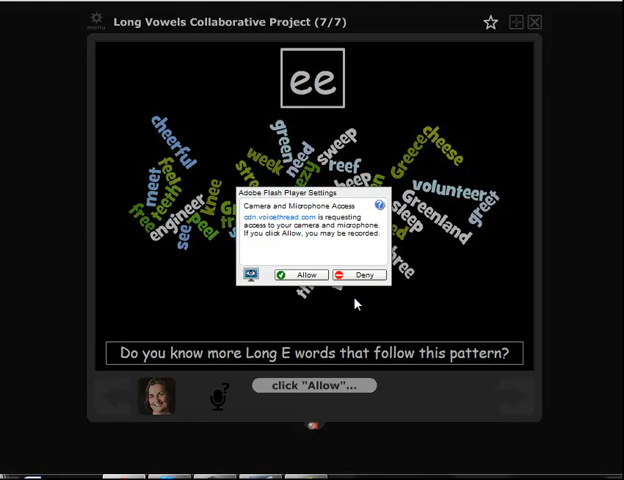 Long Vowels Collaborative Project (7/7)
menu
ee
cheerful
green
sweep
need
cheese
Greece
week
reef
feel
meet
teeth
free
knee
engineer
see
peel
volunteer
greet
Greenland
sleep
Adobe Flash Player Settings
Camera and Microphone Access
cdn.voicethread.com is requesting
access to your camera and microphone.
If you click Allow, you may be recorded.
Allow
Deny
Do you know more Long E words that follow this pattern?
click "Allow"...